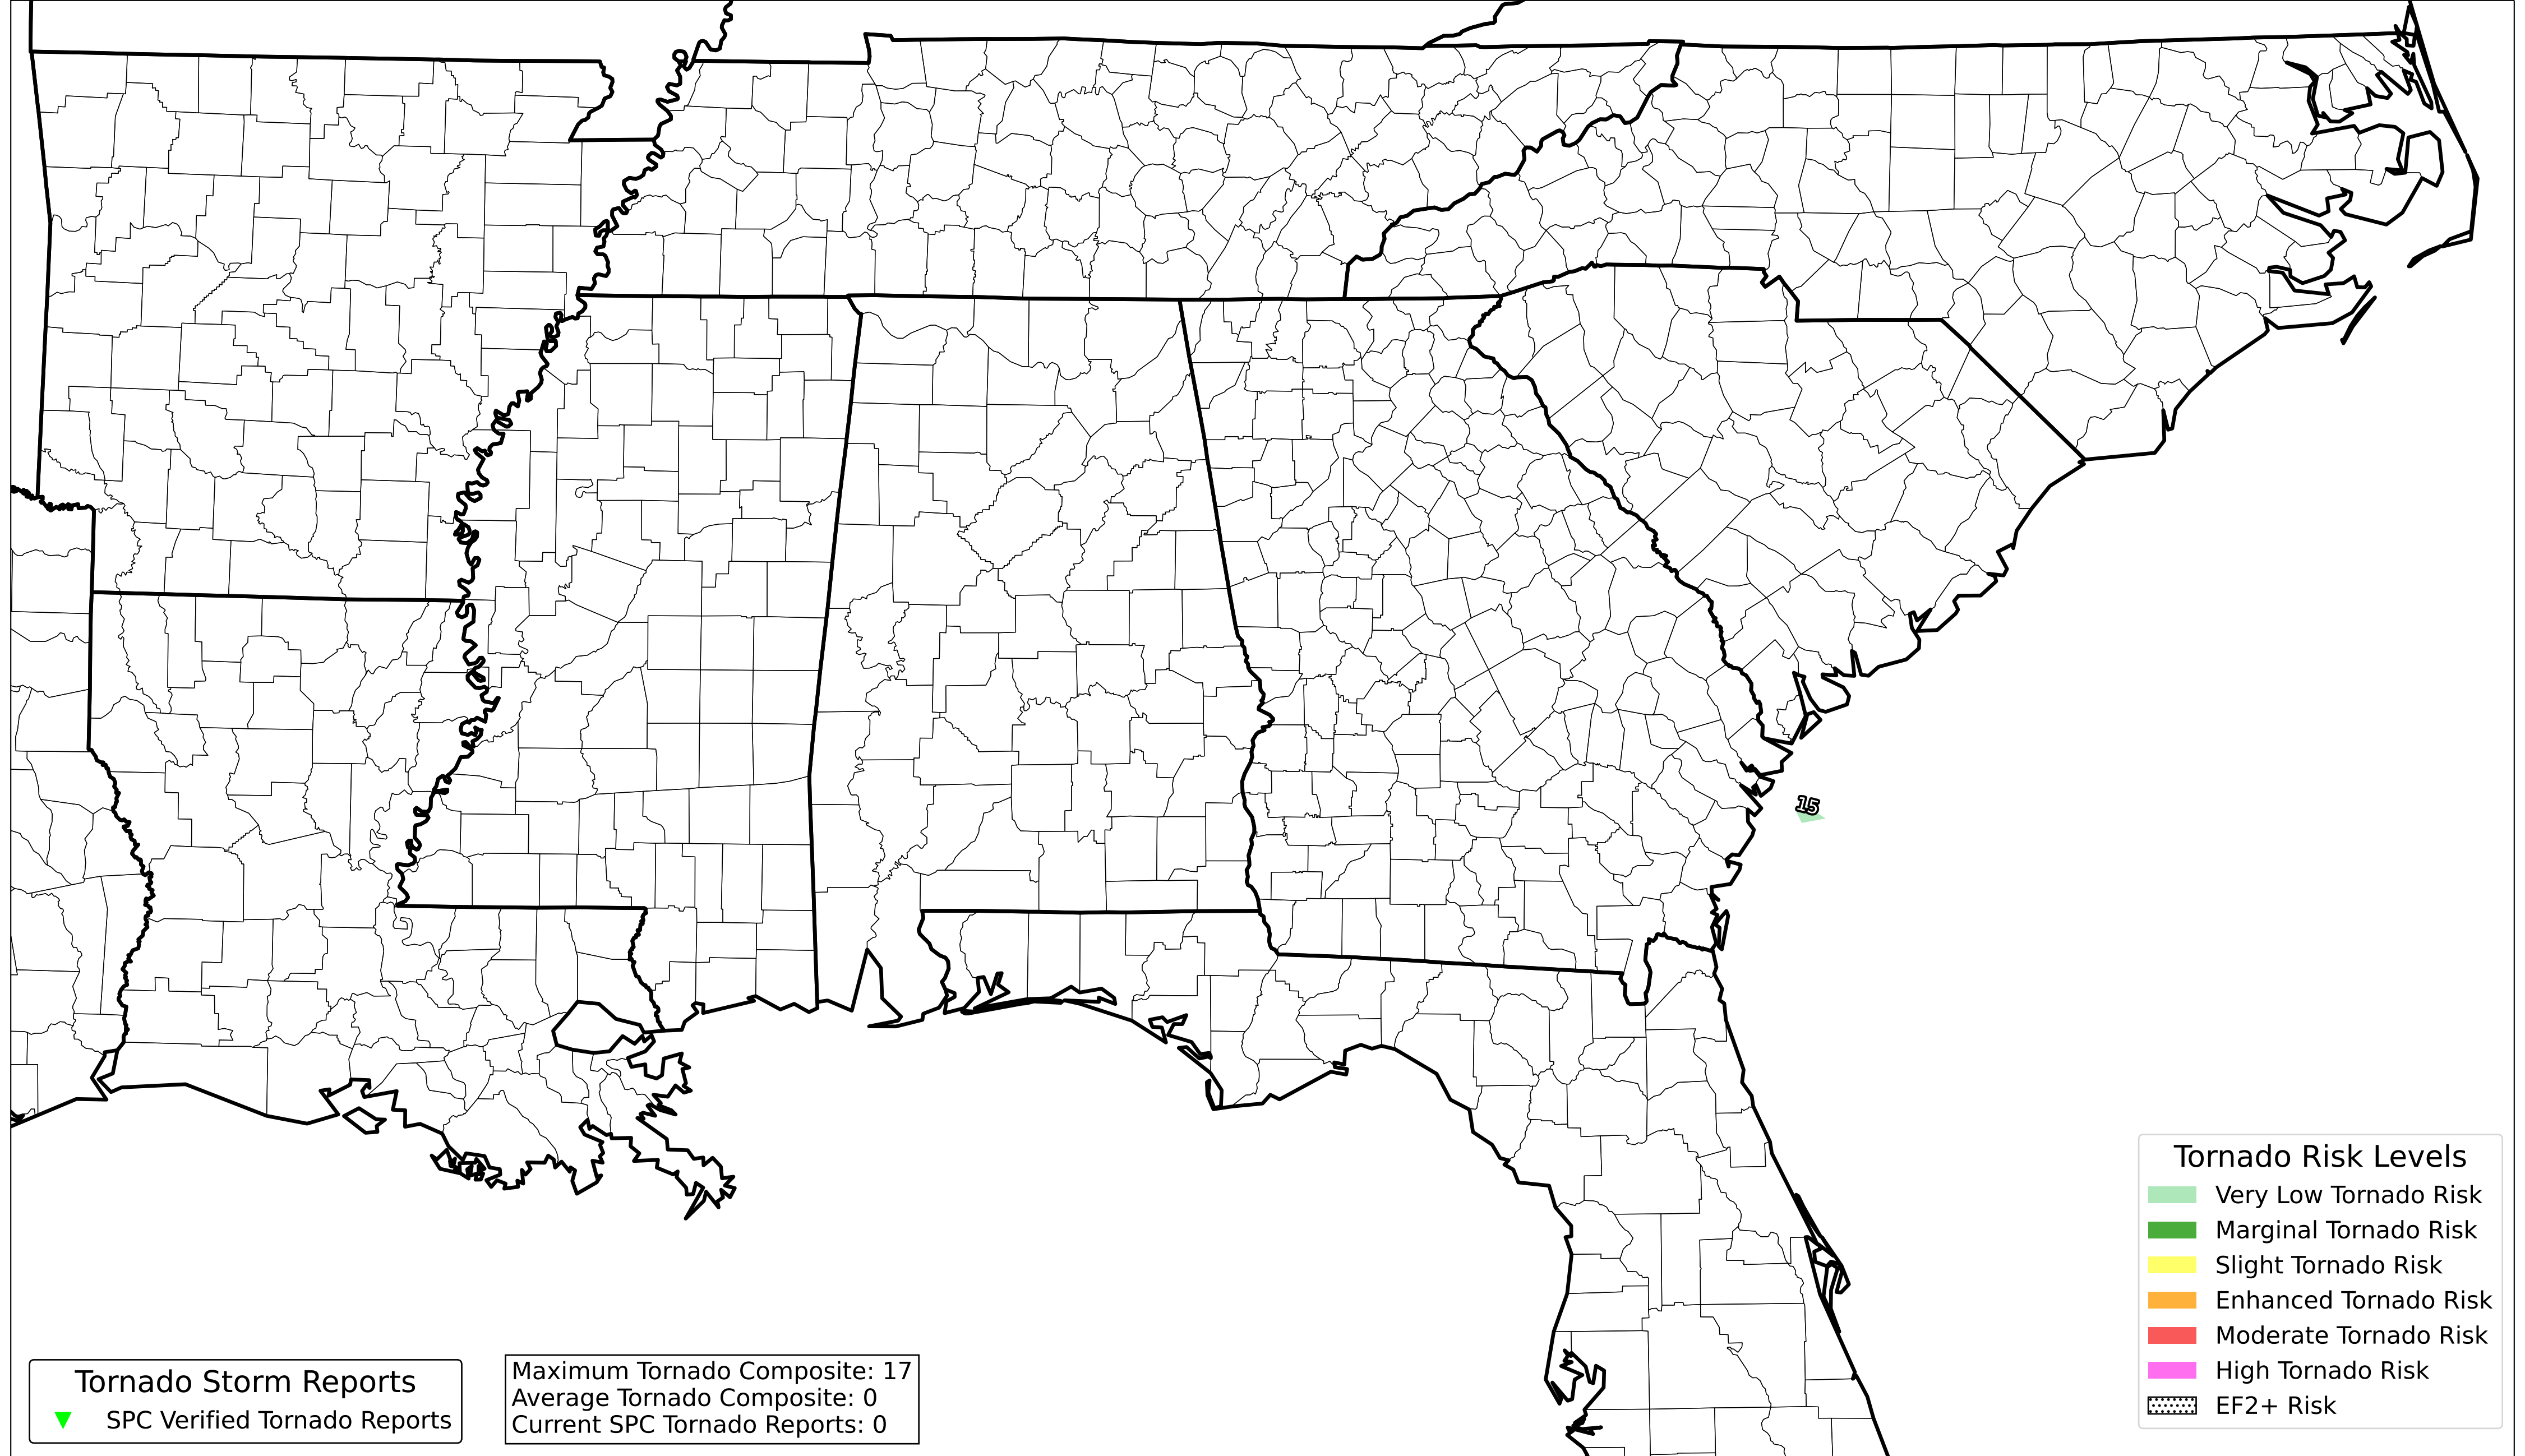 15
Tornado Risk Levels
Very Low Tornado Risk
Marginal Tornado Risk
Slight Tornado Risk
Enhanced Tornado Risk
Moderate Tornado Risk
High Tornado Risk
EF2+ Risk
Tornado Storm Reports
SPC Verified Tornado Reports
Maximum Tornado Composite: 17
Average Tornado Composite: 0
Current SPC Tornado Reports: 0